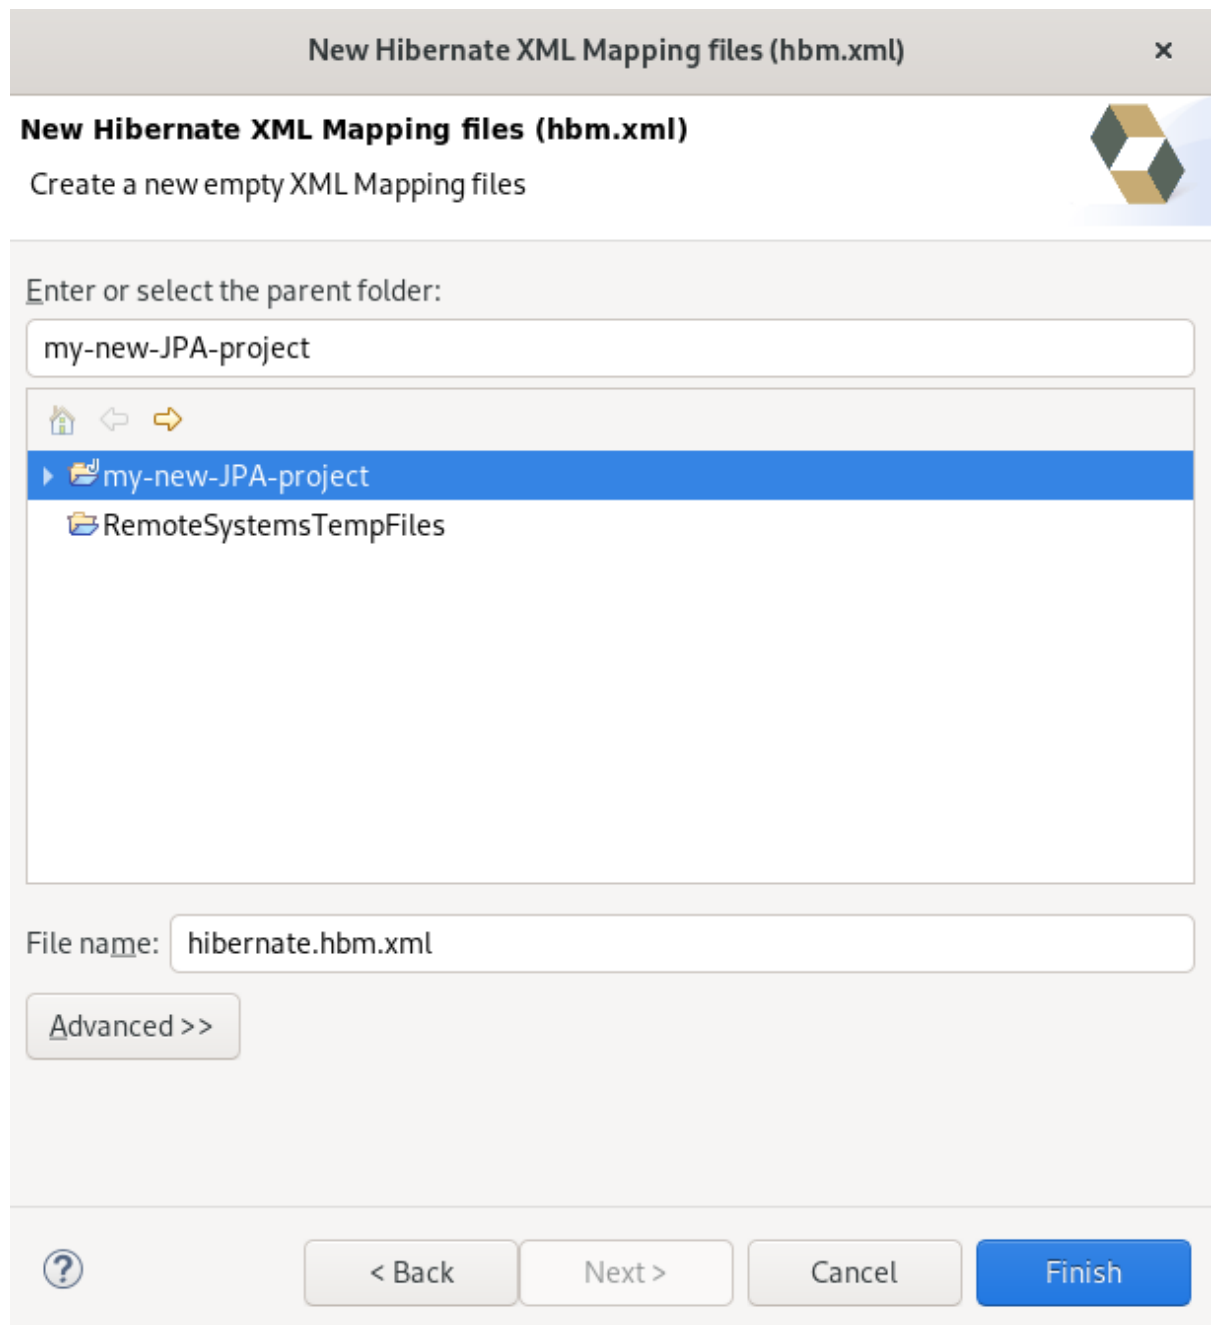 New Hibernate XML Mapping files (hbm.xml)
New Hibernate XML Mapping files (hbm.xml)
Create a new empty XML Mapping files
Enter or select the parent folder:
my-new-JPA-project
my-new-JPA-project
RemoteSystemsTempFiles
File name: hibernate.hbm.xml
Advanced >>
? < Back Next > Cancel Finish